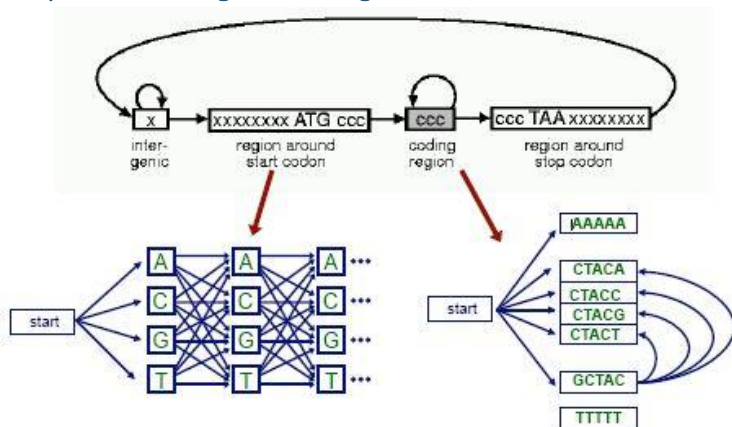 x
xxxxxxxx ATG ccc
ccc
ccc TAA xxxxxxxx
inter-
genic
region around
start codon
coding
region
region around
stop codon
start
A A A •••
C C C •••
G G G •••
T T T •••
start
AAAAA
CTACA
CTACC
CTACG
CTACT
GCTAC
TTTTT